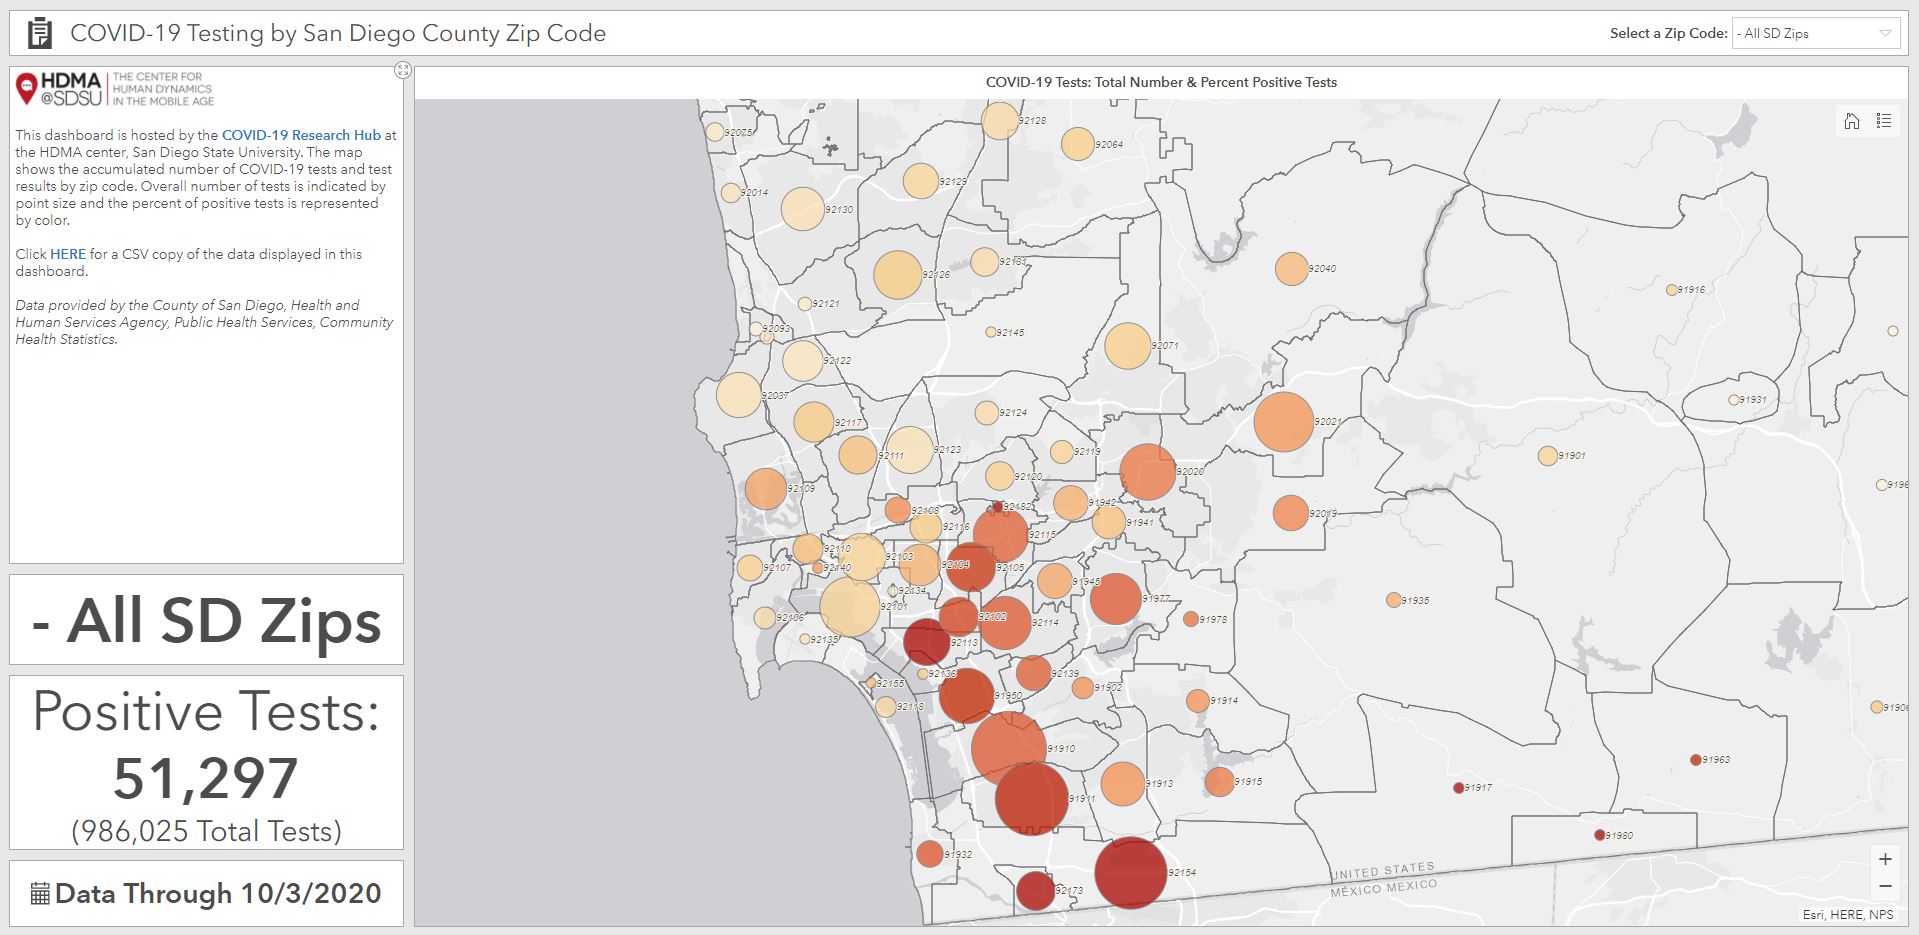 COVID-19 Testing by San Diego County Zip Code
Select a Zip Code:
- All SD Zips
HDMA
@SDSU
THE CENTER FOR
HUMAN DYNAMICS
IN THE MOBILE AGE
This dashboard is hosted by the COVID-19 Research Hub at
the HDMA center, San Diego State University. The map
shows the accumulated number of COVID-19 tests and test
results by zip code. Overall number of tests is indicated by
point size and the percent of positive tests is represented
by color.
Click HERE for a CSV copy of the data displayed in this
dashboard.
Data provided by the County of San Diego, Health and
Human Services Agency, Public Health Services, Community
Health Statistics.
- All SD Zips
Positive Tests:
51,297
(986,025 Total Tests)
Data Through 10/3/2020
COVID-19 Tests: Total Number & Percent Positive Tests
92128
92075
92064
92129
92014
92130
92131
92040
92126
91916
92121
92093
92145
92071
92122
92037
91931
92124
92117
92021
92123
92119
91901
92111
92020
92120
92109
91942
92182
92108
92019
91941
92116
92115
92110
92103
92104
92105
92107
92140
91945
92134
91977
91935
92101
92106
92102
91978
92114
92135
92113
92136
92139
92155
91902
91950
91914
92118
91906
91910
91963
91913
91915
91917
91911
91980
91932
92154
92173
UNITED STATES
MÉXICO MEXICO
+
−
Esri, HERE, NPS